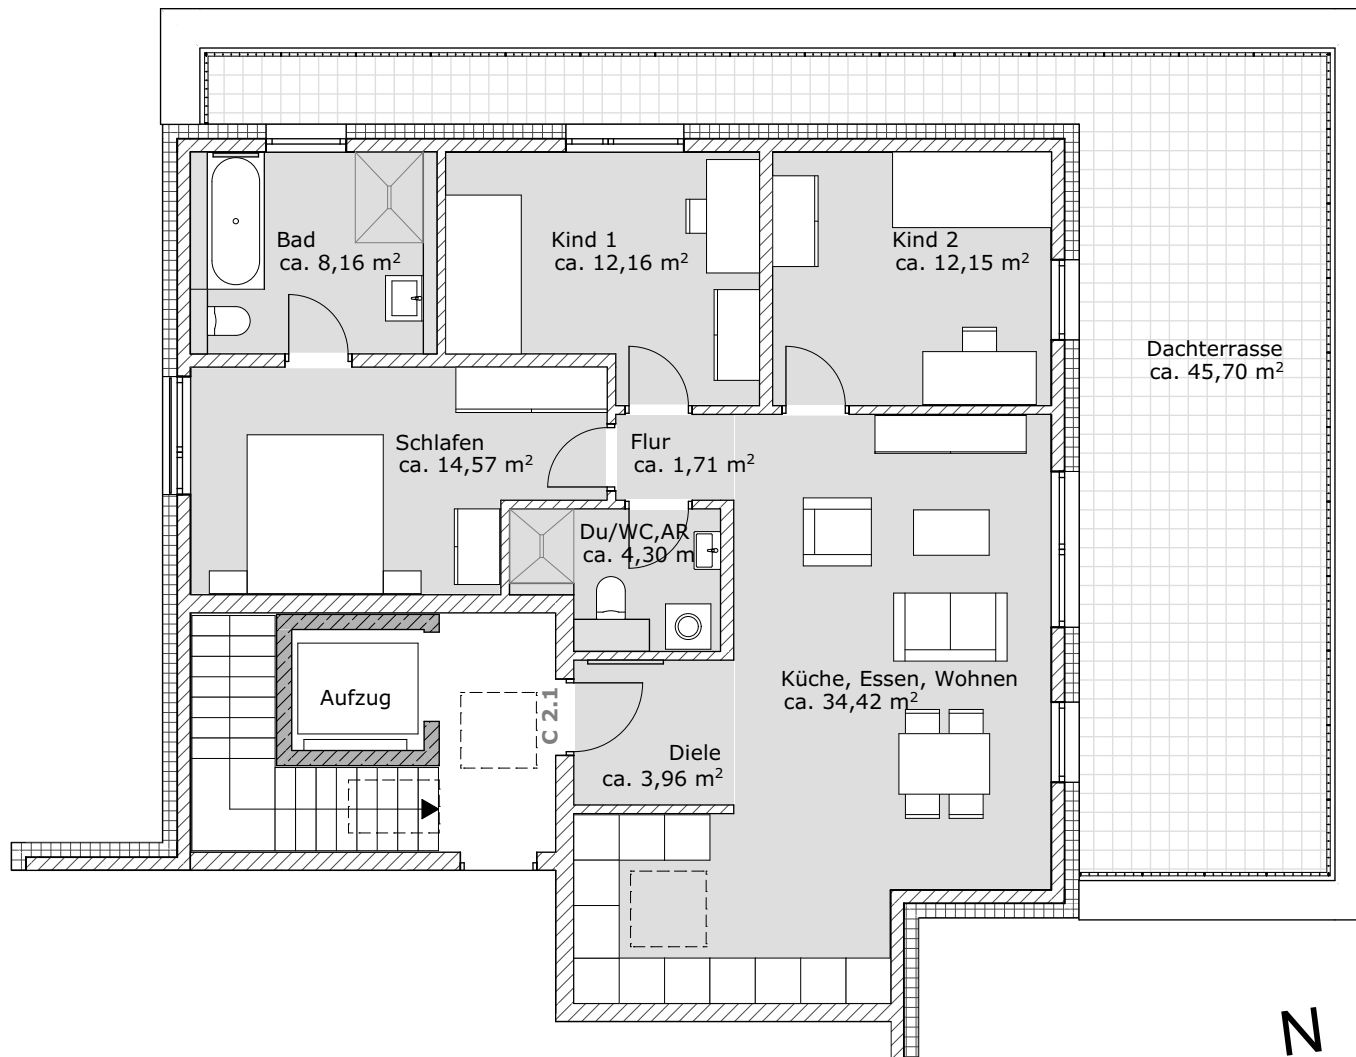 Bad
ca. 8,16 m²
Kind 1
ca. 12,16 m²
Kind 2
ca. 12,15 m²
Dachterrasse
ca. 45,70 m²
Schlafen
ca. 14,57 m²
Flur
ca. 1,71 m²
Du/WC,AR
ca. 4,30 m
Küche, Essen, Wohnen
ca. 34,42 m²
Aufzug
C 2.1
Diele
ca. 3,96 m²
N